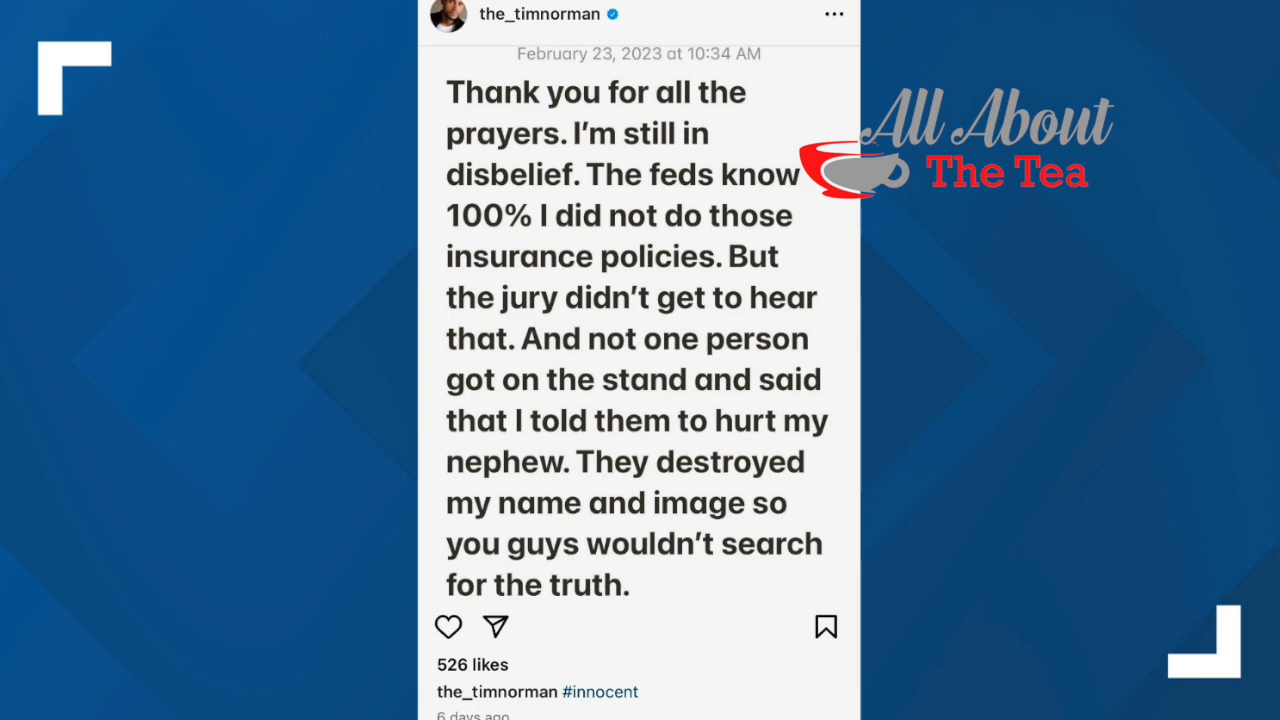 the_timnorman
February 23, 2023 at 10:34 AM
Thank you for all the
prayers. I’m still in
disbelief. The feds know
100% I did not do those
insurance policies. But
the jury didn’t get to hear
that. And not one person
got on the stand and said
that I told them to hurt my
nephew. They destroyed
my name and image so
you guys wouldn’t search
for the truth.
526 likes
the_timnorman #innocent
6 days ago
All About
The Tea